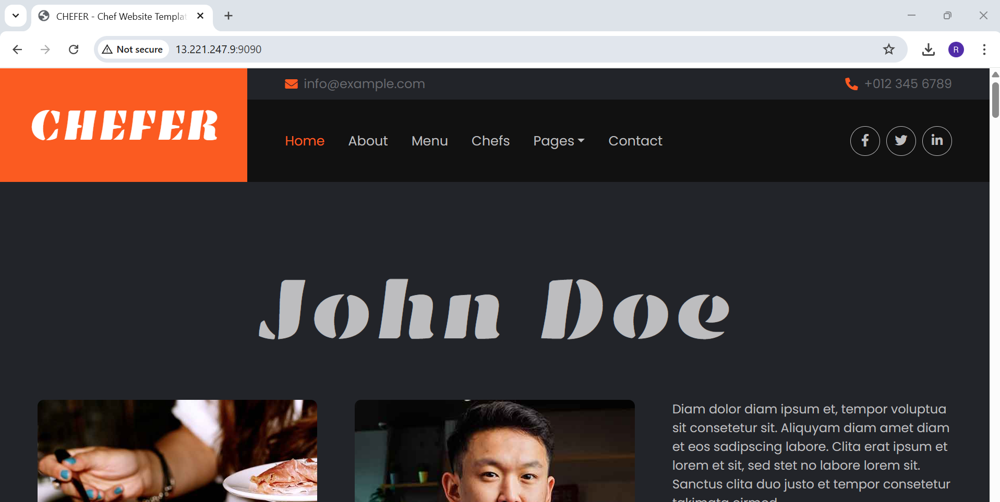 CHEFER - Chef Website Templat
Not secure
13.221.247.9:9090
R
info@example.com
+012 345 6789
CHEFER
Home
About
Menu
Chefs
Pages
Contact
John Doe
Diam dolor diam ipsum et, tempor voluptua
sit consetetur sit. Aliquyam diam amet diam
et eos sadipscing labore. Clita erat ipsum et
lorem et sit, sed stet no labore lorem sit.
Sanctus clita duo justo et tempor consetetur
takimata eirmod